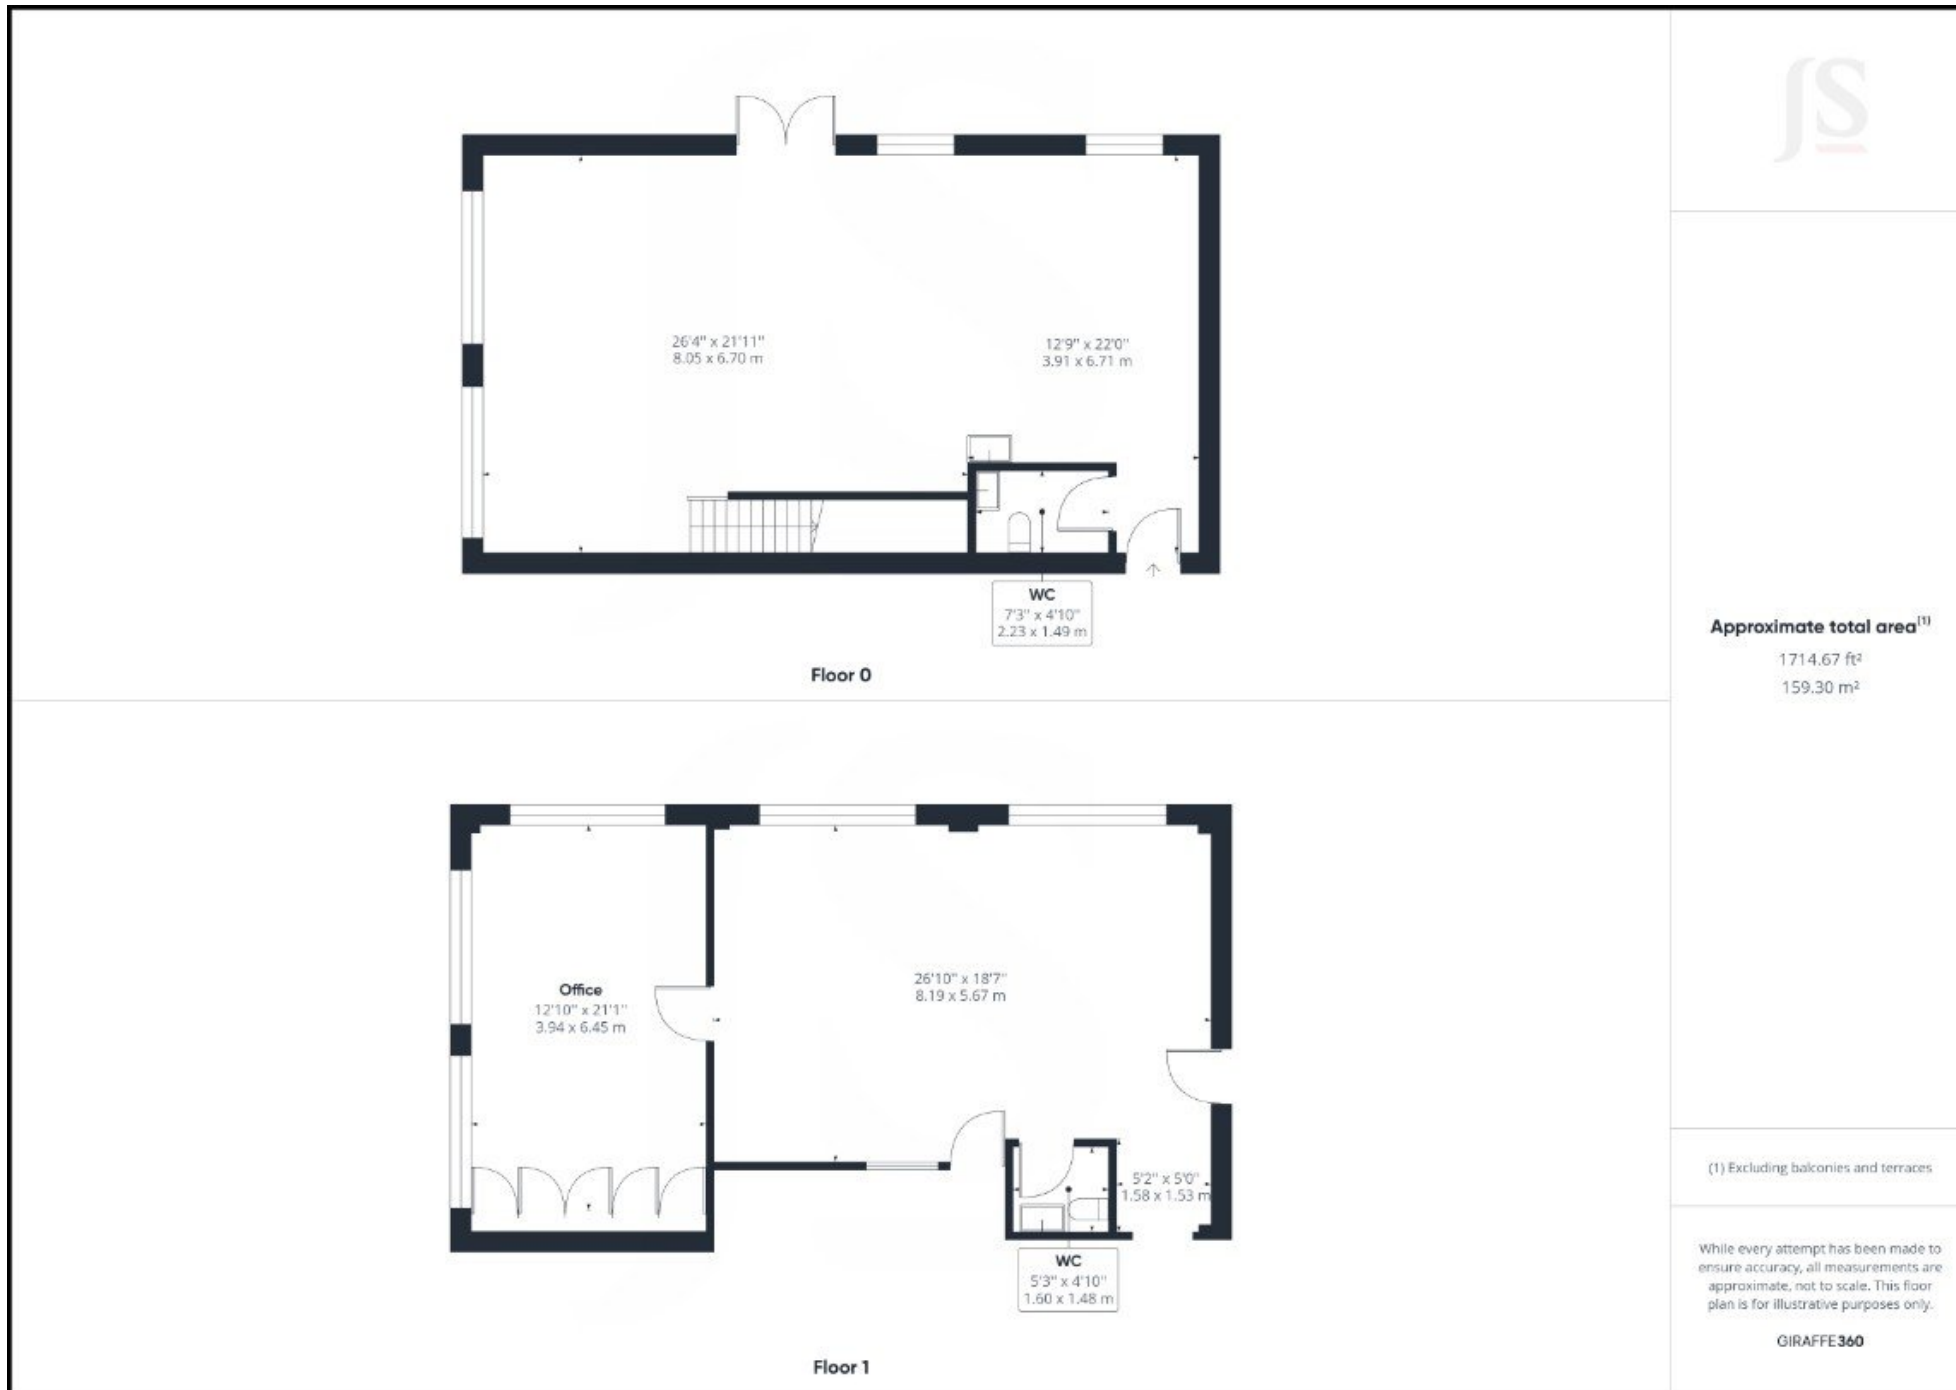 JS
26'4" x 21'11"
8.05 x 6.70 m
12'9" x 22'0"
3.91 x 6.71 m
WC
7'3" x 4'10"
2.23 x 1.49 m
Floor 0
Office
12'10" x 21'1"
3.94 x 6.45 m
26'10" x 18'7"
8.19 x 5.67 m
5'2" x 5'0"
1.58 x 1.53 m
WC
5'3" x 4'10"
1.60 x 1.48 m
Floor 1
Approximate total area(1)
1714.67 ft²
159.30 m²
(1) Excluding balconies and terraces
While every attempt has been made to
ensure accuracy, all measurements are
approximate, not to scale. This floor
plan is for illustrative purposes only.
GIRAFFE360